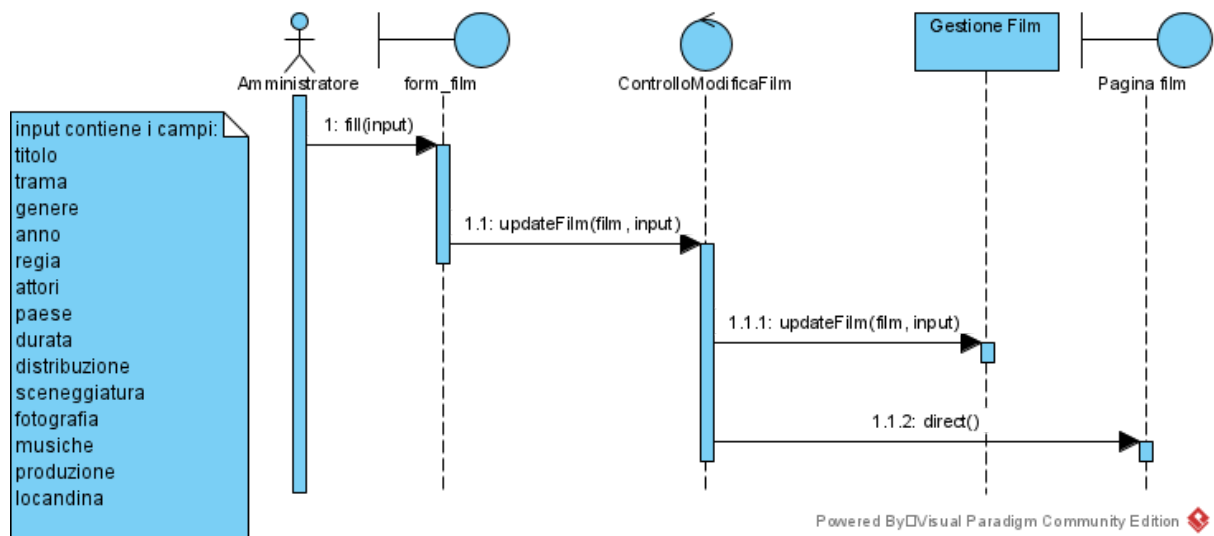 Gestione Film
Amministratore
form_film
ControlloModificaFilm
Pagina film
input contiene i campi:
titolo
trama
genere
anno
regia
attori
paese
durata
distribuzione
sceneggiatura
fotografia
musiche
produzione
locandina
1: fill(input)
1.1: updateFilm(film, input)
1.1.1: updateFilm(film, input)
1.1.2: direct()
Powered By□Visual Paradigm Community Edition